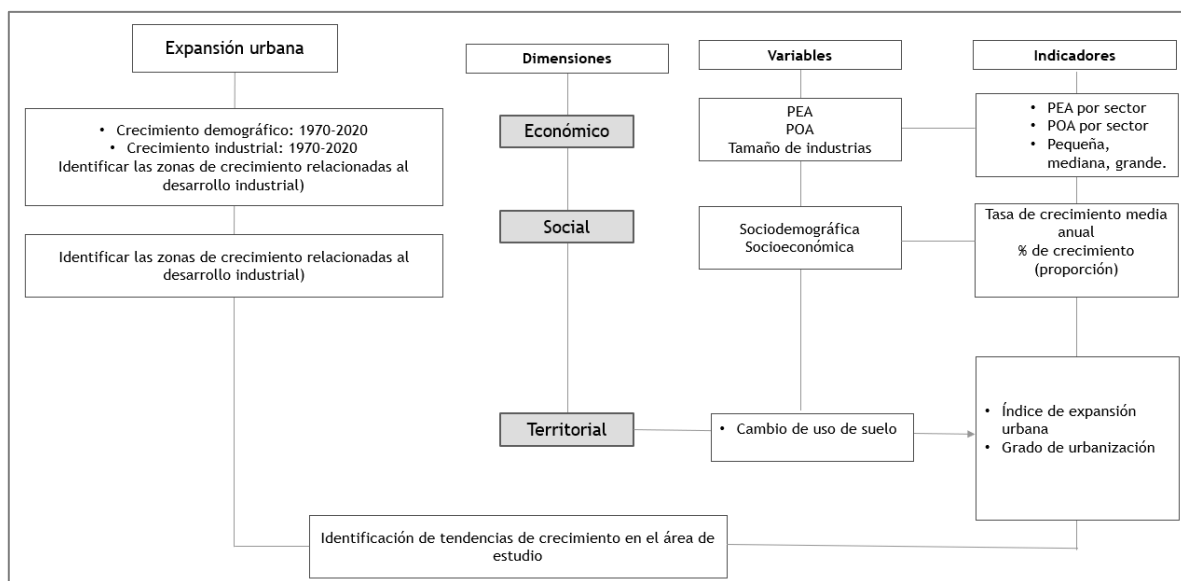 Expansión urbana
Dimensiones
Variables
Indicadores
• Crecimiento demográfico: 1970-2020
• Crecimiento industrial: 1970-2020
Identificar las zonas de crecimiento relacionadas al
desarrollo industrial)
Económico
PEA
POA
Tamaño de industrias
• PEA por sector
• POA por sector
• Pequeña,
mediana, grande.
Identificar las zonas de crecimiento relacionadas al
desarrollo industrial)
Social
Sociodemográfica
Socioeconómica
Tasa de crecimiento media
anual
% de crecimiento
(proporción)
Territorial
• Cambio de uso de suelo
• Índice de expansión
urbana
• Grado de urbanización
Identificación de tendencias de crecimiento en el área de
estudio